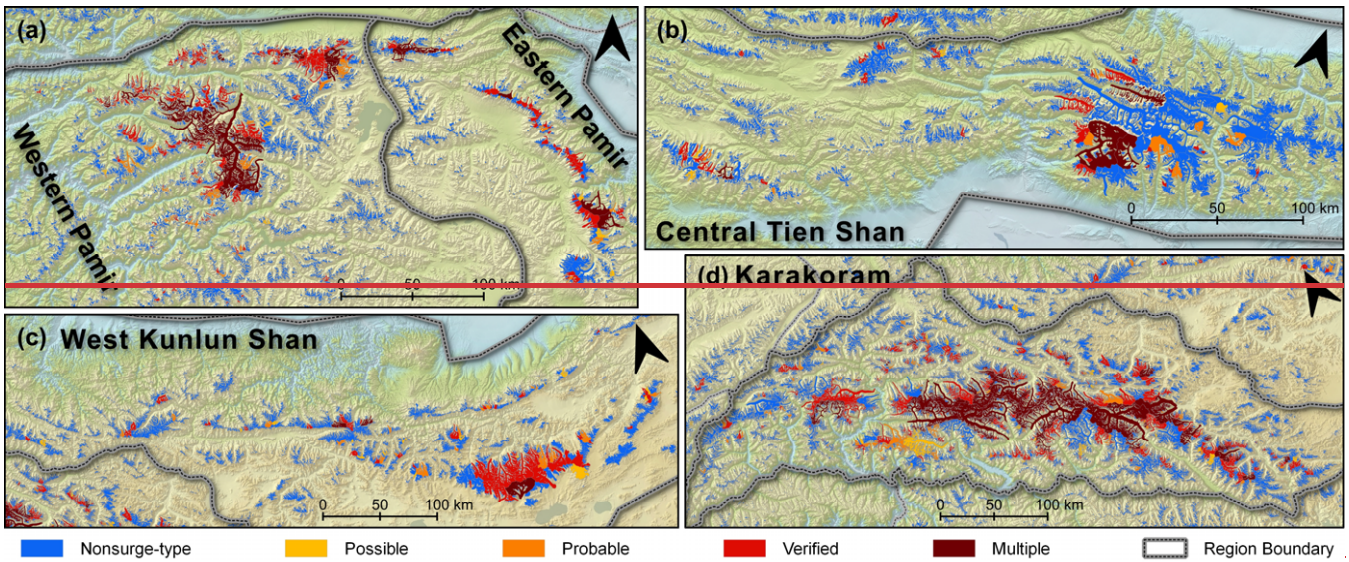 (a)
Eastern Pamir
Western Pamir
0 50 100 km
(b)
Central Tien Shan
0 50 100 km
(c) West Kunlun Shan
0 50 100 km
(d) Karakoram
0 50 100 km
Nonsurge-type Possible Probable Verified Multiple Region Boundary